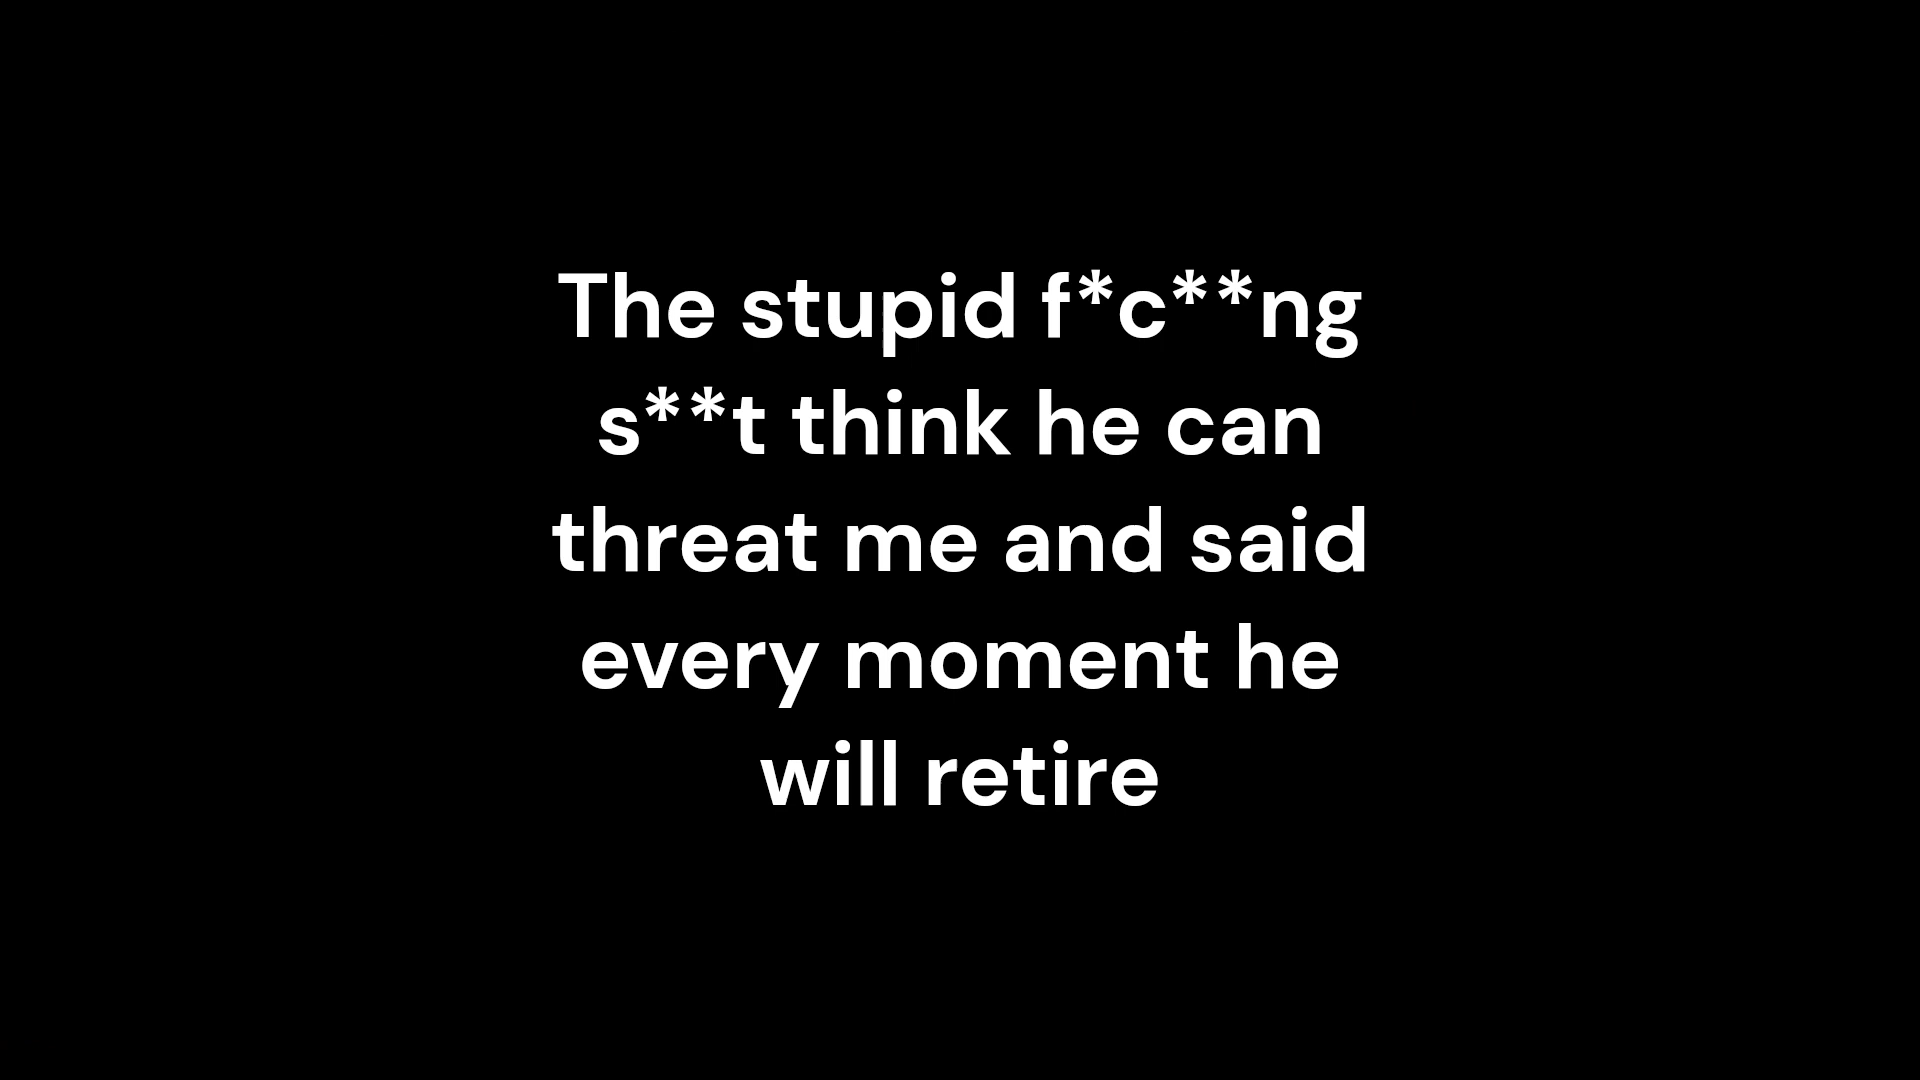 The stupid f*c**ng
s**t think he can
threat me and said
every moment he
will retire